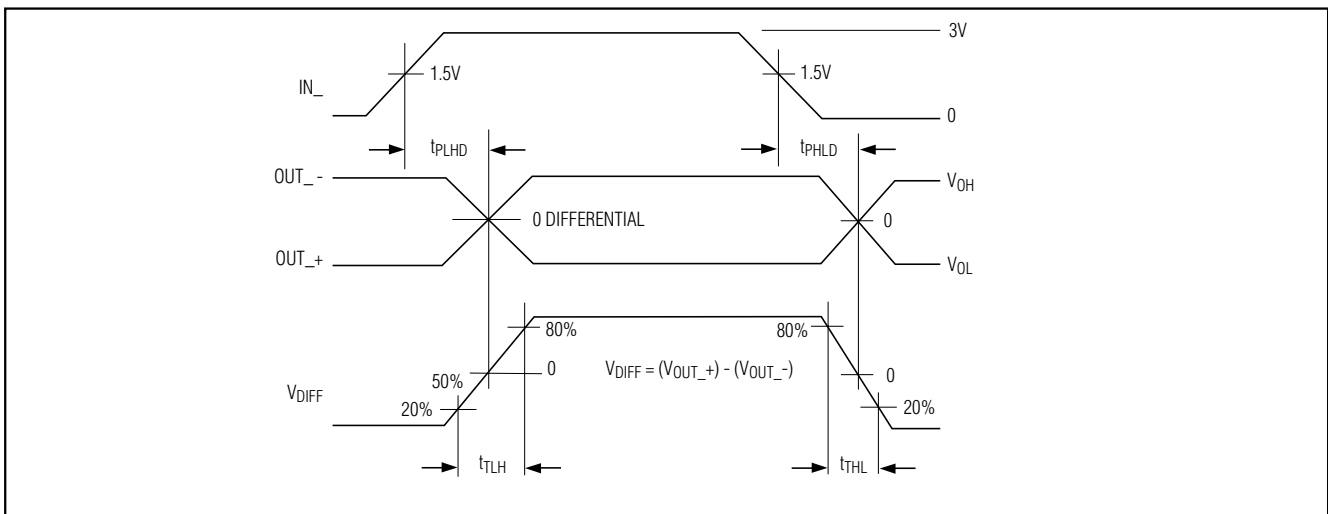 3V
1.5V
1.5V
IN_
0
tPLHD
tPHLD
OUT_ -
VOH
0 DIFFERENTIAL
0
OUT_+
VOL
80%
80%
50%
0
VDIFF = (VOUT_+) - (VOUT_-)
0
VDIFF
20%
20%
tTLH
tTHL